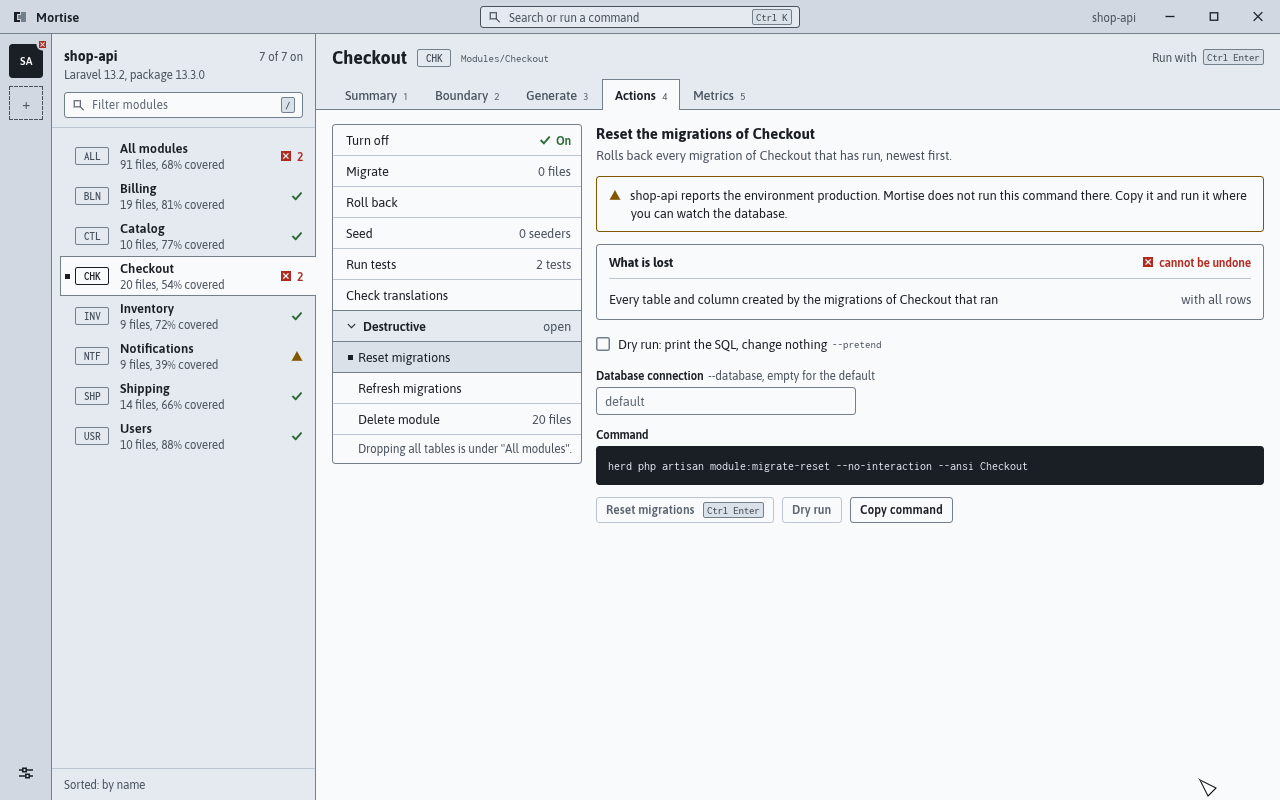 Mortise
Search or run a command
Ctrl K
shop-api
SA
+
shop-api
7 of 7 on
Laravel 13.2, package 13.3.0
Filter modules
/
ALL
All modules
91 files, 68% covered
2
BLN
Billing
19 files, 81% covered
CTL
Catalog
10 files, 77% covered
CHK
Checkout
20 files, 54% covered
2
INV
Inventory
9 files, 72% covered
NTF
Notifications
9 files, 39% covered
SHP
Shipping
14 files, 66% covered
USR
Users
10 files, 88% covered
Sorted: by name
Checkout
CHK
Modules/Checkout
Run with
Ctrl Enter
Summary 1
Boundary 2
Generate 3
Actions 4
Metrics 5
Turn off
On
Migrate
0 files
Roll back
Seed
0 seeders
Run tests
2 tests
Check translations
Destructive
open
Reset migrations
Refresh migrations
Delete module
20 files
Dropping all tables is under "All modules".
Reset the migrations of Checkout
Rolls back every migration of Checkout that has run, newest first.
shop-api reports the environment production. Mortise does not run this command there. Copy it and run it where
you can watch the database.
What is lost
cannot be undone
Every table and column created by the migrations of Checkout that ran
with all rows
Dry run: print the SQL, change nothing --pretend
Database connection --database, empty for the default
default
Command
herd php artisan module:migrate-reset --no-interaction --ansi Checkout
Reset migrations
Ctrl Enter
Dry run
Copy command